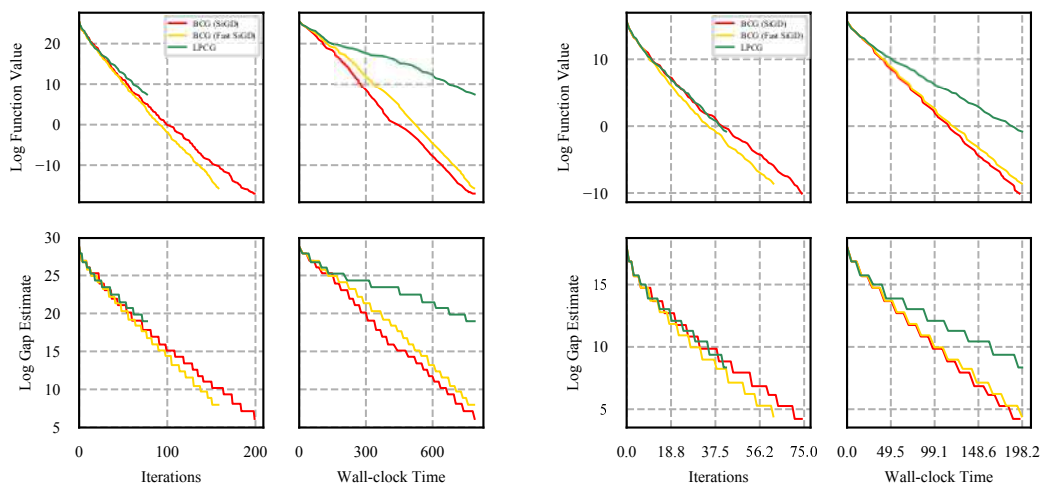 BCG (SiGD)
BCG (Fast SiGD)
LPCG
Log Function Value
20
10
0
−10
BCG (SiGD)
BCG (Fast SiGD)
LPCG
Log Function Value
10
0
−10
Log Gap Estimate
30
25
20
15
10
5
0 100 200
Iterations
0 300 600
Wall-clock Time
Log Gap Estimate
15
10
5
0.0 18.8 37.5 56.2 75.0
Iterations
0.0 49.5 99.1 148.6 198.2
Wall-clock Time